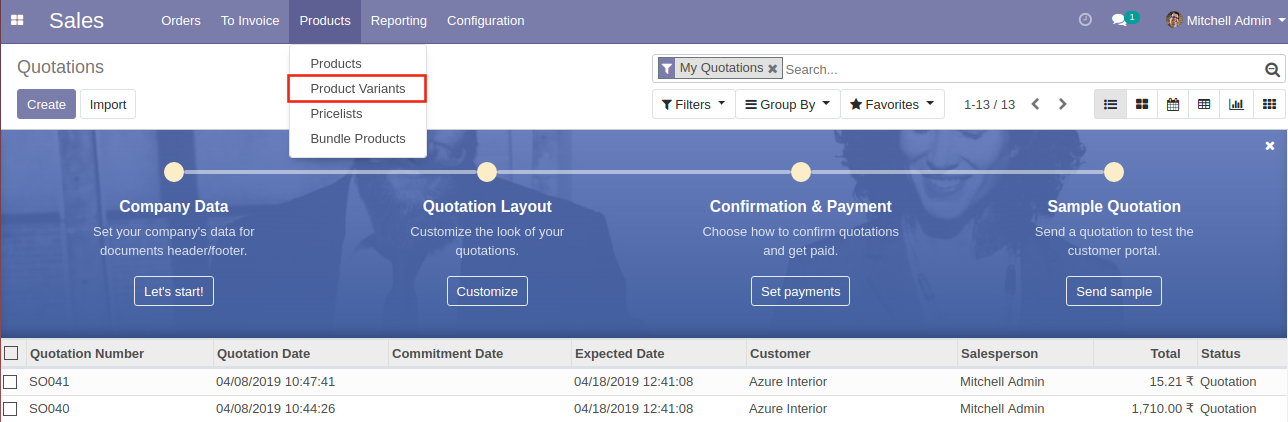 Sales Orders To Invoice Products Reporting Configuration 1 Mitchell Admin
Products
Product Variants
Pricelists
Bundle Products
Quotations
My Quotations Search...
Create Import
Filters Group By Favorites 1-13 / 13
Company Data
Set your company's data for
documents header/footer.
Let's start!
Quotation Layout
Customize the look of your
quotations.
Customize
Confirmation & Payment
Choose how to confirm quotations
and get paid.
Set payments
Sample Quotation
Send a quotation to test the
customer portal.
Send sample
Quotation Number Quotation Date Commitment Date Expected Date Customer Salesperson Total Status
SO041 04/08/2019 10:47:41 04/18/2019 12:41:08 Azure Interior Mitchell Admin 15.21 ₹ Quotation
SO040 04/08/2019 10:44:26 04/18/2019 12:41:08 Azure Interior Mitchell Admin 1,710.00 ₹ Quotation